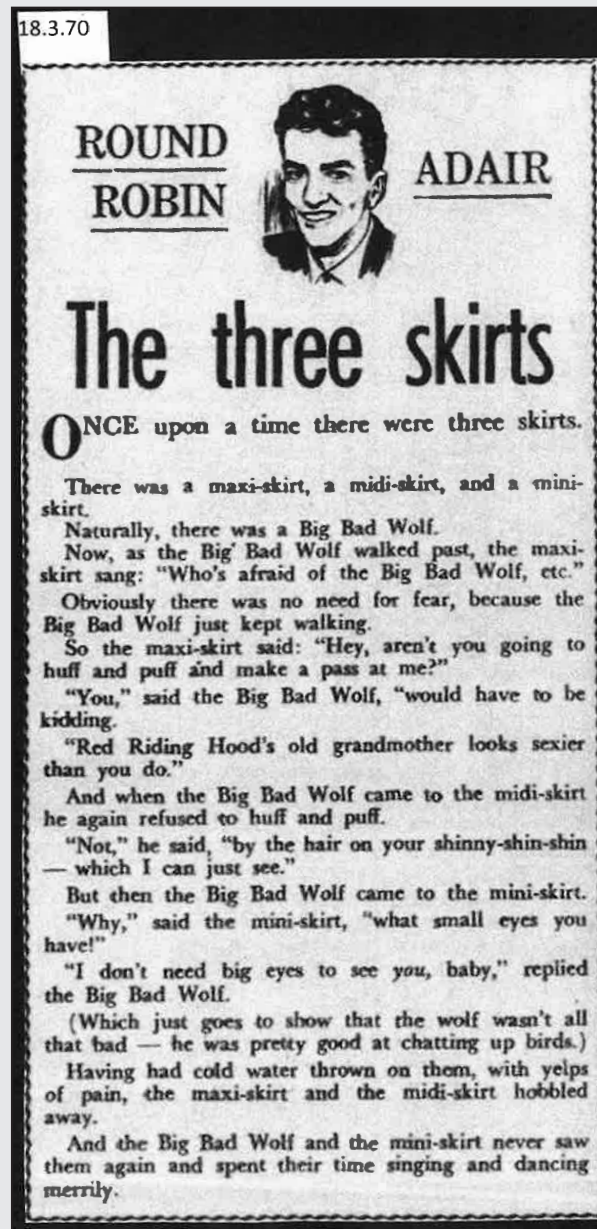 18.3.70
ROUND
ROBIN
ADAIR
The three skirts
ONCE upon a time there were three skirts.
There was a maxi-skirt, a midi-skirt, and a mini-
skirt.
Naturally, there was a Big Bad Wolf.
Now, as the Big Bad Wolf walked past, the maxi-
skirt sang: “Who's afraid of the Big Bad Wolf, etc.”
Obviously there was no need for fear, because the
Big Bad Wolf just kept walking.
So the maxi-skirt said: “Hey, aren't you going to
huff and puff and make a pass at me?”
“You,” said the Big Bad Wolf, “would have to be
kidding.
“Red Riding Hood's old grandmother looks sexier
than you do.”
And when the Big Bad Wolf came to the midi-skirt
he again refused to huff and puff.
“Not,” he said, “by the hair on your shinny-shin-shin
— which I can just see.”
But then the Big Bad Wolf came to the mini-skirt.
“Why,” said the mini-skirt, “what small eyes you
have!”
“I don't need big eyes to see you, baby,” replied
the Big Bad Wolf.
(Which just goes to show that the wolf wasn't all
that bad — he was pretty good at chatting up birds.)
Having had cold water thrown on them, with yelps
of pain, the maxi-skirt and the midi-skirt hobbled
away.
And the Big Bad Wolf and the mini-skirt never saw
them again and spent their time singing and dancing
merrily.